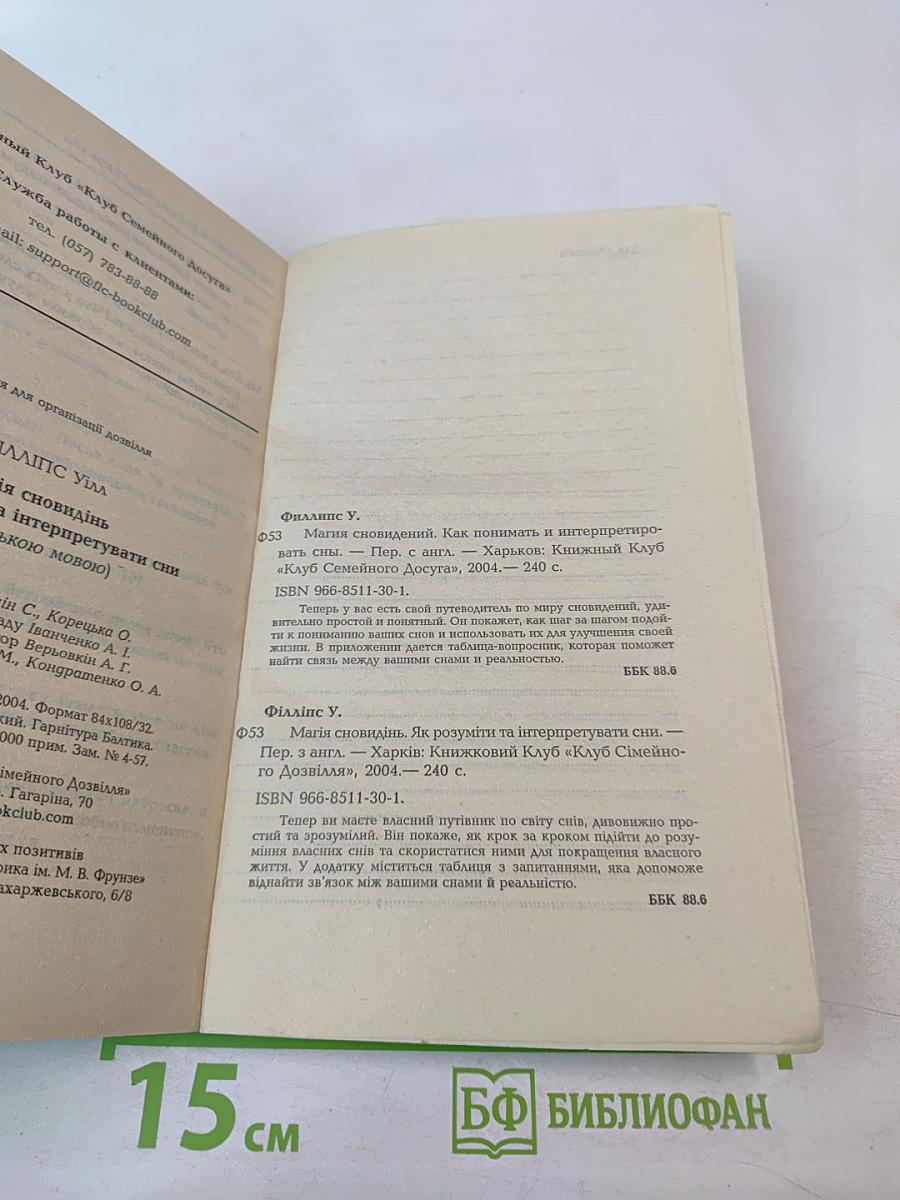 ный Клуб «Клуб Семейного Досуга»
служба работы с клиентами:
тел. (057) 783-88-88
ail: support@flc-bookclub.com
я для організації дозвілля
ІЛЛІПС Уілл
ія сновидінь
а інтерпретувати сни
ською мовою)
він С., Корецька О.
аду Іванченко А. І.
ор Верьовкін А. Г.
М., Кондратенко О. А.
2004. Формат 84х108/32.
кий. Гарнітура Балтика.
000 прим. Зам. № 4-57.
імейного Дозвілля»
. Гагаріна, 70
okclub.com
х позитивів
рика ім. М. В. Фрунзе»
ахаржевського, 6/8
Филлипс У.
Ф53 Магия сновидений. Как понимать и интерпретиро-
вать сны. — Пер. с англ. — Харьков: Книжный Клуб
«Клуб Семейного Досуга», 2004.— 240 с.
ISBN 966-8511-30-1.
Теперь у вас есть свой путеводитель по миру сновидений, уди-
вительно простой и понятный. Он покажет, как шаг за шагом подой-
ти к пониманию ваших снов и использовать их для улучшения своей
жизни. В приложении дается таблица-вопросник, которая поможет
найти связь между вашими снами и реальностью.
ББК 88.6
Філліпс У.
Ф53 Магія сновидінь. Як розуміти та інтерпретувати сни. —
Пер. з англ. — Харків: Книжковий Клуб «Клуб Сімейно-
го Дозвілля», 2004.— 240 с.
ISBN 966-8511-30-1.
Тепер ви маєте власний путівник по світу снів, дивовижно про-
стий та зрозумілий. Він покаже, як крок за кроком підійти до розу-
міння власних снів та скористатися ними для покращення власного
життя. У додатку міститься таблиця з запитаннями, яка допоможе
віднайти зв'язок між вашими снами й реальністю.
ББК 88.6
15 см
БФ БИБЛИОФАН